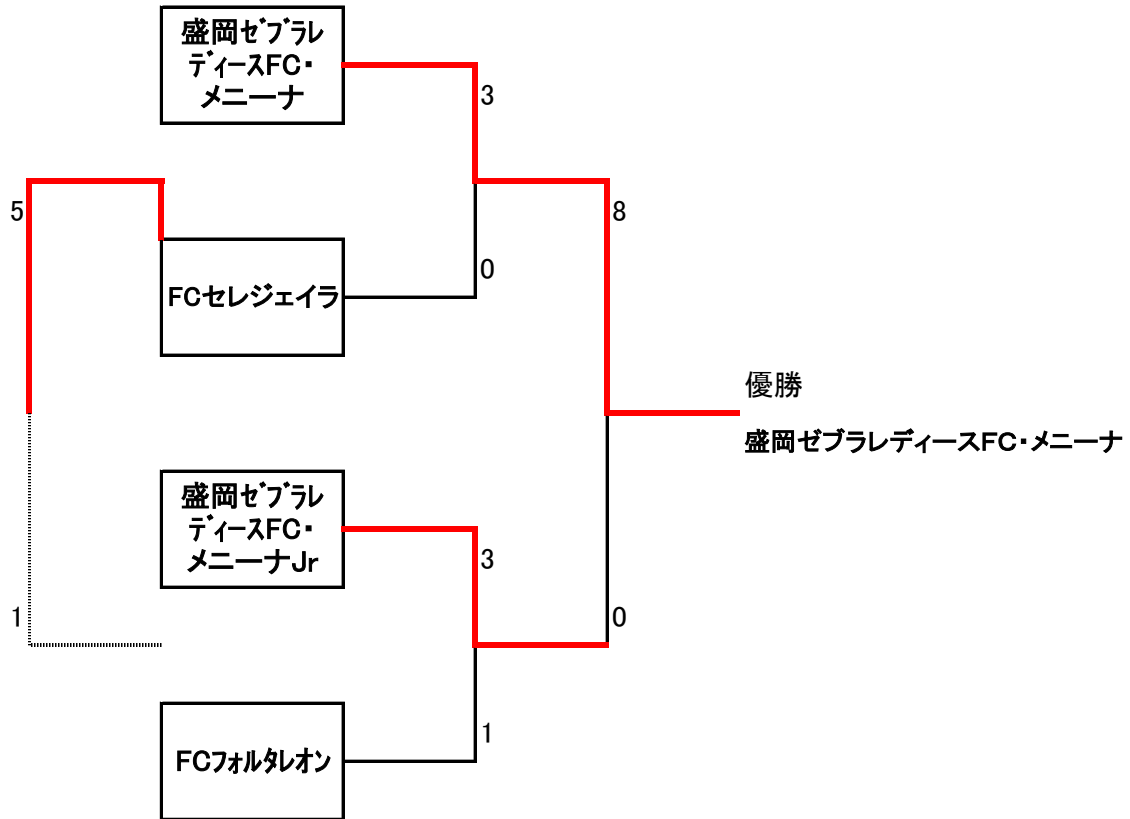 盛岡ゼブラレ
ディースFC・
メニーナ
3
5
8
0
FCセレジェイラ
優勝
盛岡ゼブラレディースFC・メニーナ
盛岡ゼブラレ
ディースFC・
メニーナJr
3
1
0
1
FCフォルタレオン